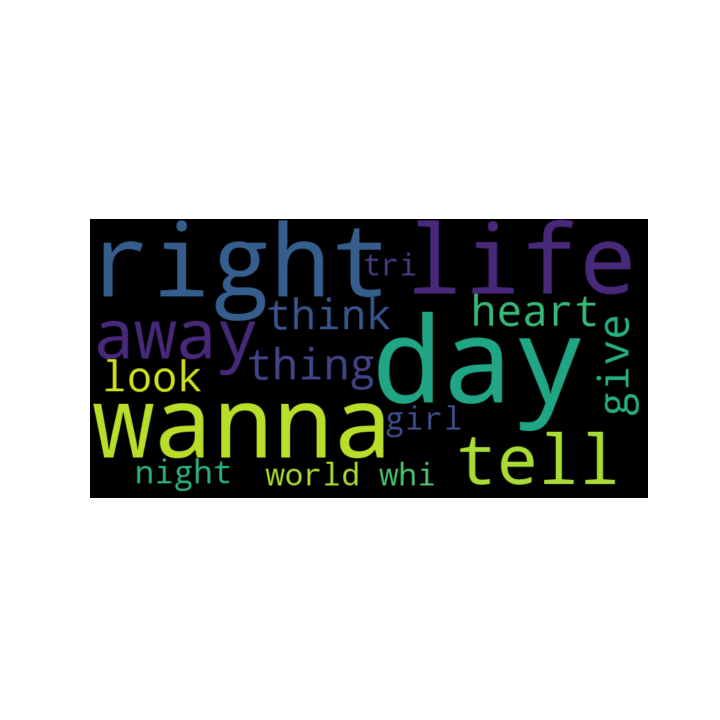 right
tri
life
think
heart
away
thing
day
give
look
wanna
girl
tell
night
world
whi